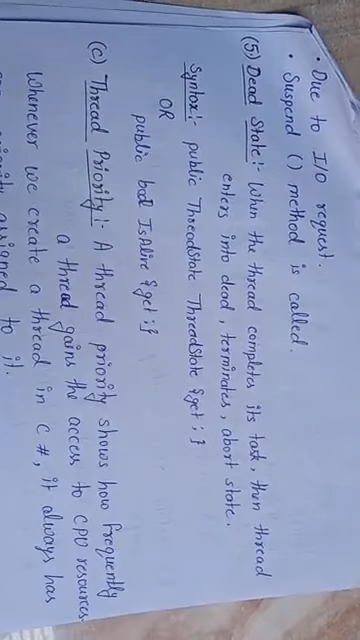 • Due to I/O request.
• Suspend () method is called.
(5) Dead State:- When the thread completes its task, then thread
enters into dead, terminates, abort state.
Syntax:- public ThreadState ThreadState {get;}
OR
public bool IsAlive {get;}
(c) Thread Priority:- A thread priority shows how frequently
a thread gains the access to CPU resources
Whenever we create a thread in C#, it always has
priority assigned to it.